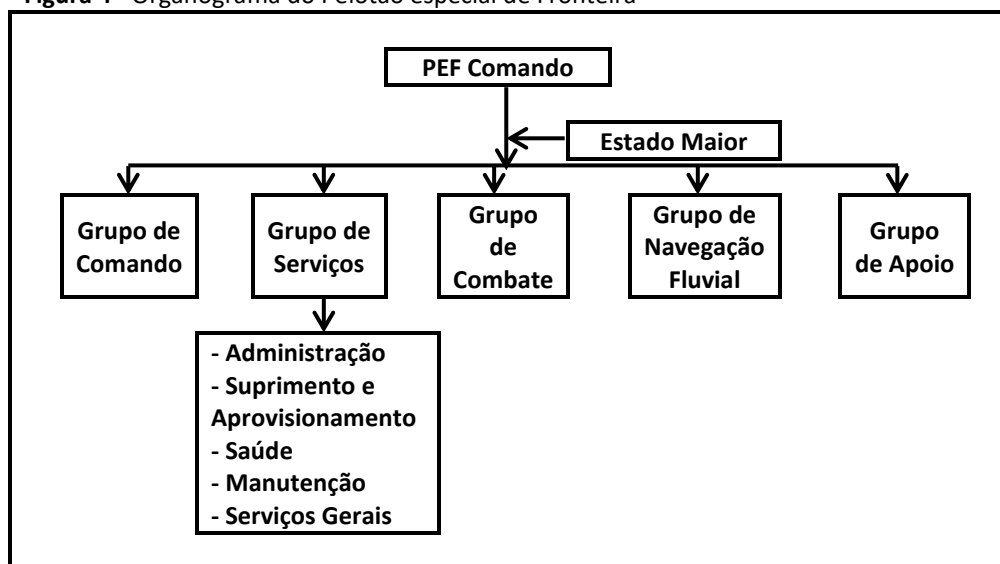 Figura 4 - Organograma do Pelotão especial de Fronteira
PEF Comando
Estado Maior
Grupo de
Comando
Grupo de
Serviços
Grupo
de
Combate
Grupo de
Navegação
Fluvial
Grupo
de Apoio
- Administração
- Suprimento e
Aprovisionamento
- Saúde
- Manutenção
- Serviços Gerais